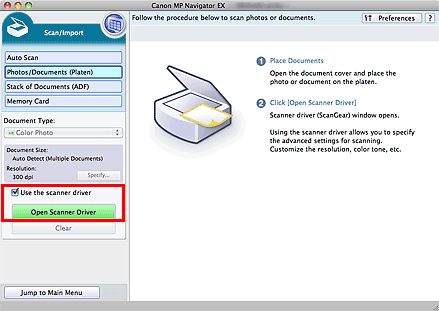 Canon MP Navigator EX
Scan/Import
Follow the procedure below to scan photos or documents.
Preferences
?
Auto Scan
Photos/Documents (Platen)
Stack of Documents (ADF)
Memory Card
Document Type:
Color Photo
Document Size:
Auto Detect (Multiple Documents)
Resolution:
300 dpi
Specify...
Use the scanner driver
Open Scanner Driver
Clear
Jump to Main Menu
1 Place Documents
Open the document cover and place the
photo or document on the platen.
2 Click [Open Scanner Driver]
Scanner driver (ScanGear) window opens.
Using the scanner driver allows you to specify
the advanced settings for scanning.
Customize the resolution, color tone, etc.